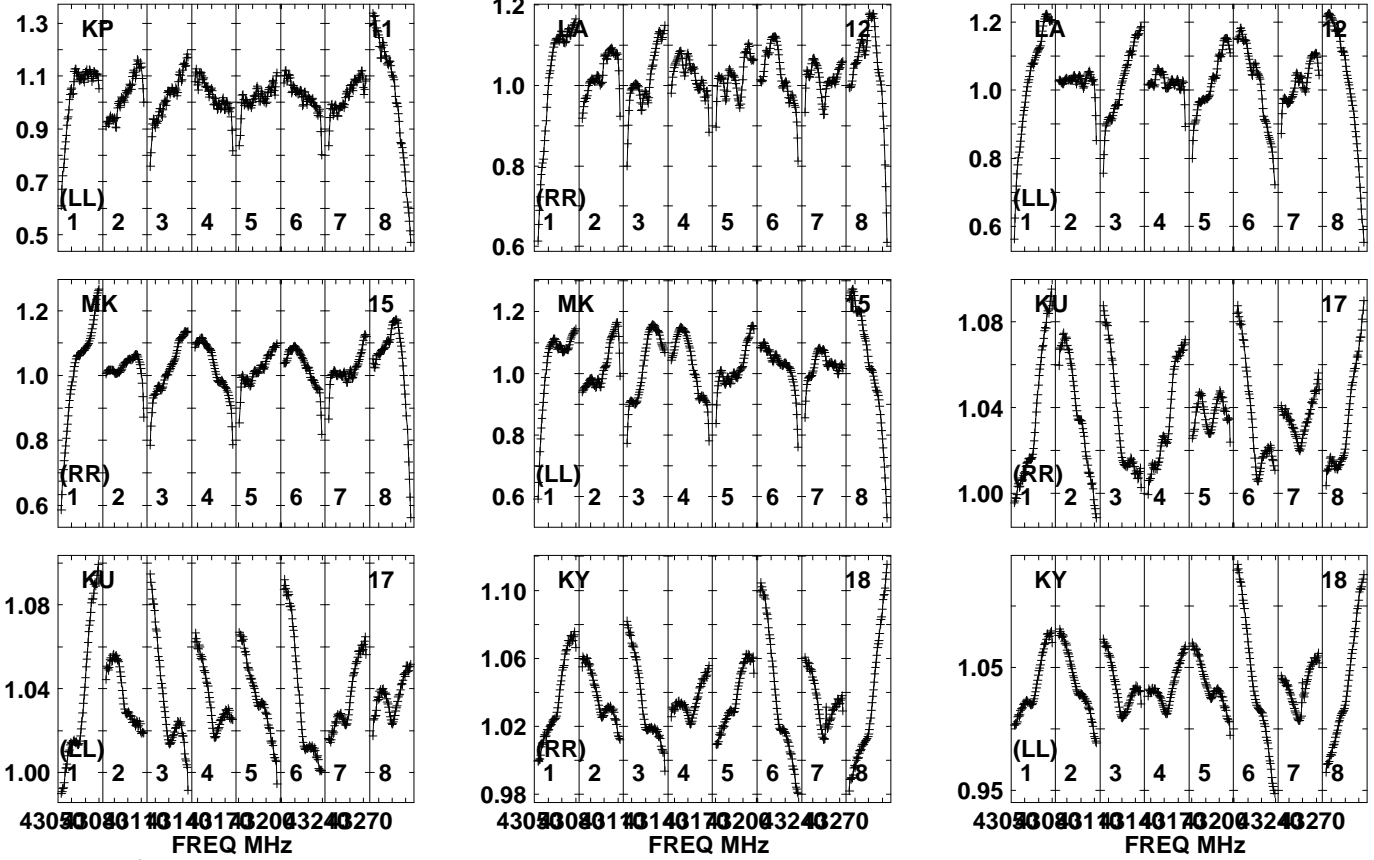 1.3 KP 11
1.1
0.9
0.7
(LL)
0.5 1 2 3 4 5 6 7 8
1.2 LA 12
1.0
0.8
(RR)
0.6 1 2 3 4 5 6 7 8
1.2 LA 12
1.0
0.8
(LL)
0.6 1 2 3 4 5 6 7 8
1.2 MK 15
1.0
0.8
(RR)
0.6 1 2 3 4 5 6 7 8
1.2 MK 15
1.0
0.8
(LL)
0.6 1 2 3 4 5 6 7 8
KU 17
1.08
1.04
(RR)
1.00 1 2 3 4 5 6 7 8
KU 17
1.08
1.04
(LL)
1.00 1 2 3 4 5 6 7 8
FREQ MHz
KY 18
1.10
1.06
1.02
(RR)
0.98 1 2 3 4 5 6 7 8
FREQ MHz
KY 18
1.05
(LL)
0.95 1 2 3 4 5 6 7 8
FREQ MHz